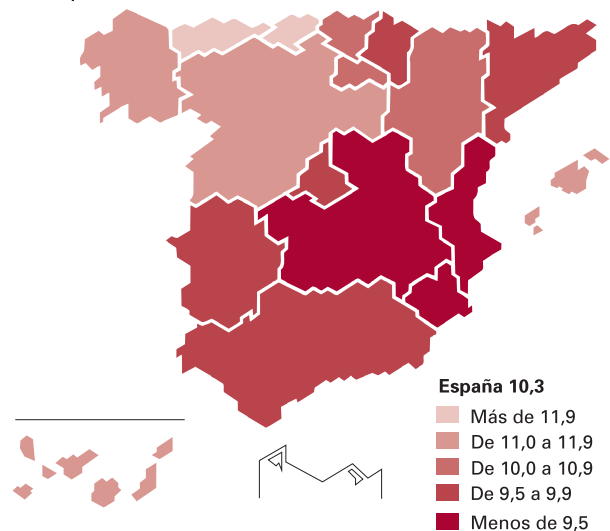 España 10,3
Más de 11,9
De 11,0 a 11,9
De 10,0 a 10,9
De 9,5 a 9,9
Menos de 9,5